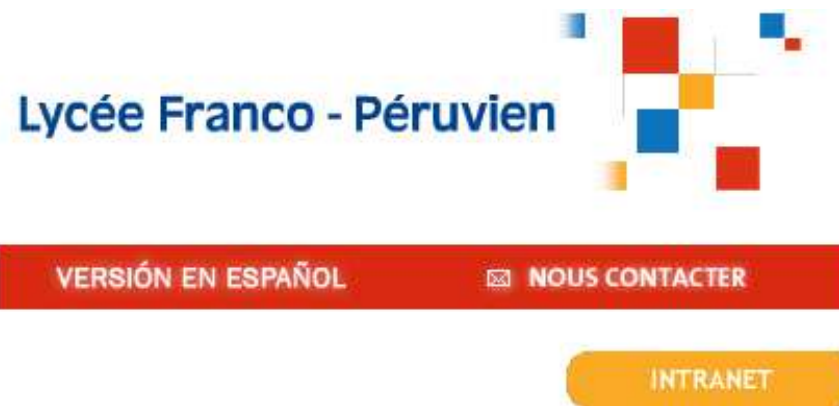 Lycée Franco - Péruvien
VERSIÓN EN ESPAÑOL
NOUS CONTACTER
INTRANET